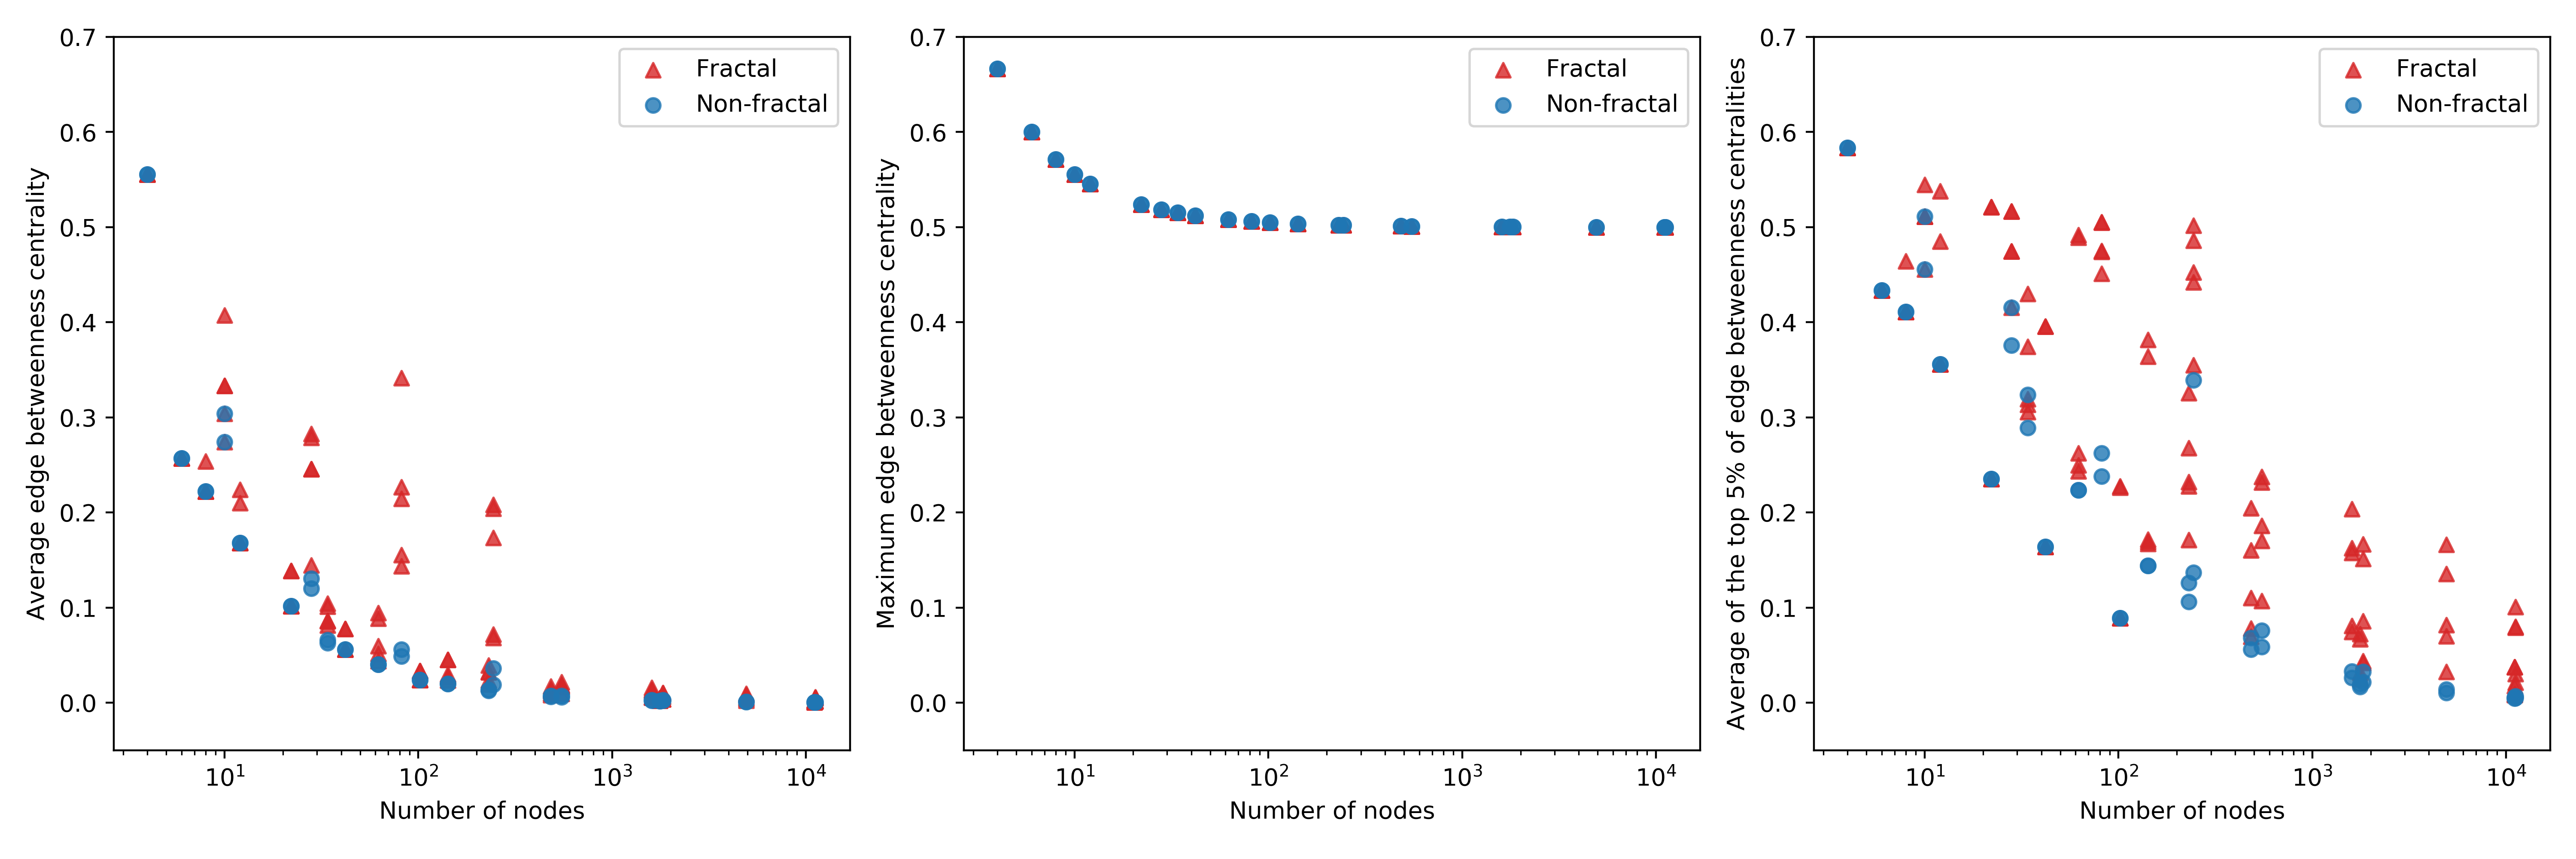 Average edge betweenness centrality
0.7
0.6
0.5
0.4
0.3
0.2
0.1
0.0
Fractal
Non-fractal
10¹ 10² 10³ 10⁴
Number of nodes
Maximum edge betweenness centrality
0.7
0.6
0.5
0.4
0.3
0.2
0.1
0.0
Fractal
Non-fractal
10¹ 10² 10³ 10⁴
Number of nodes
Average of the top 5% of edge betweenness centralities
0.7
0.6
0.5
0.4
0.3
0.2
0.1
0.0
Fractal
Non-fractal
10¹ 10² 10³ 10⁴
Number of nodes